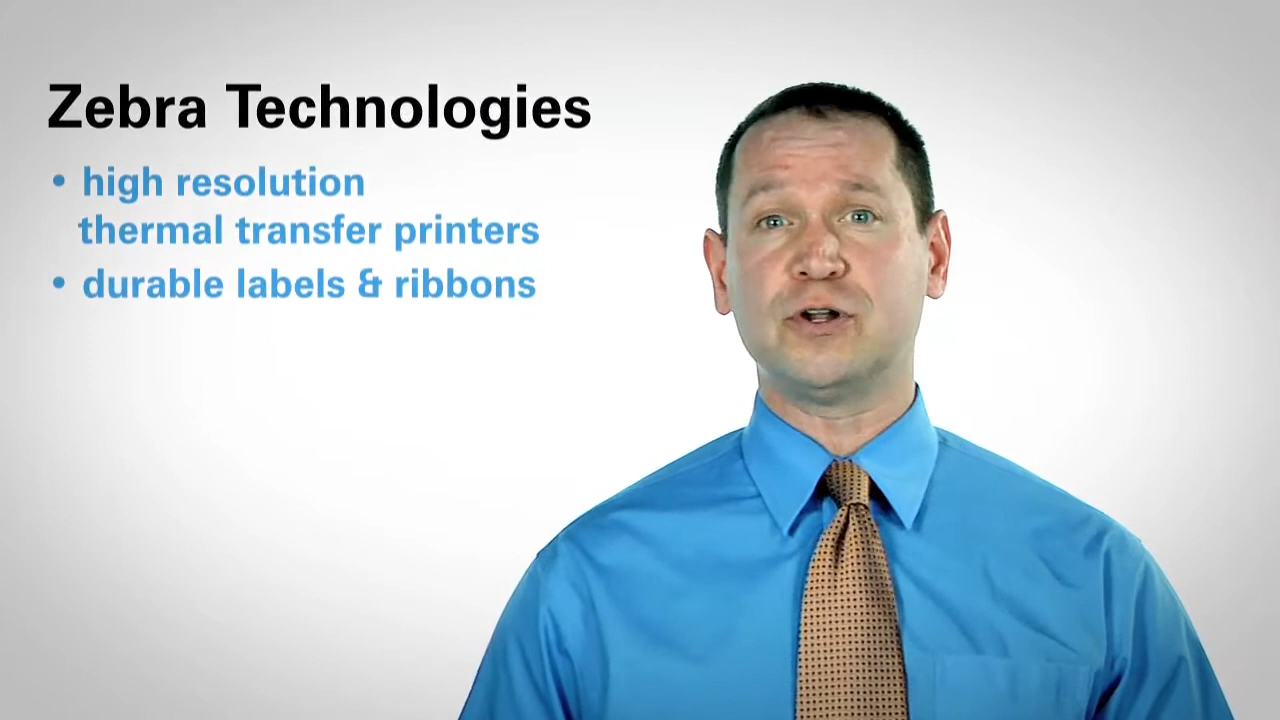 Zebra Technologies
• high resolution
thermal transfer printers
• durable labels & ribbons